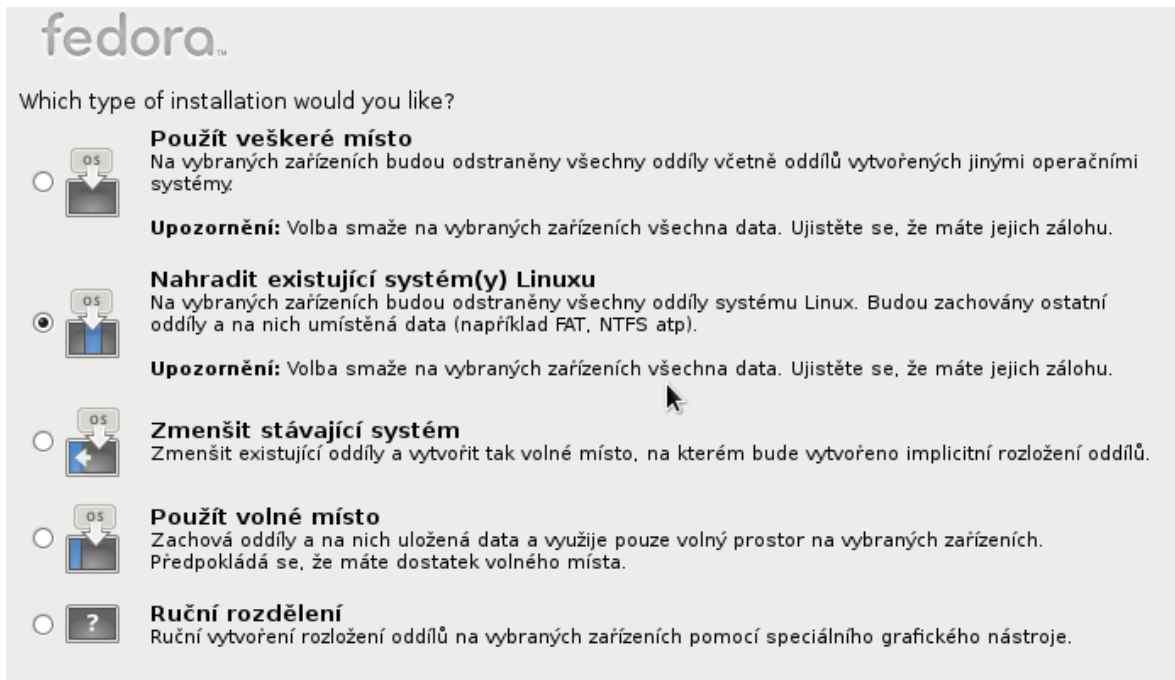 fedora™
Which type of installation would you like?
OS
Použít veškeré místo
Na vybraných zařízeních budou odstraněny všechny oddíly včetně oddílů vytvořených jinými operačními
systémy.
Upozornění: Volba smaže na vybraných zařízeních všechna data. Ujistěte se, že máte jejich zálohu.
OS
Nahradit existující systém(y) Linuxu
Na vybraných zařízeních budou odstraněny všechny oddíly systému Linux. Budou zachovány ostatní
oddíly a na nich umístěná data (například FAT, NTFS atp).
Upozornění: Volba smaže na vybraných zařízeních všechna data. Ujistěte se, že máte jejich zálohu.
OS
Zmenšit stávající systém
Zmenšit existující oddíly a vytvořit tak volné místo, na kterém bude vytvořeno implicitní rozložení oddílů.
OS
Použít volné místo
Zachová oddíly a na nich uložená data a využije pouze volný prostor na vybraných zařízeních.
Předpokládá se, že máte dostatek volného místa.
?
Ruční rozdělení
Ruční vytvoření rozložení oddílů na vybraných zařízeních pomocí speciálního grafického nástroje.